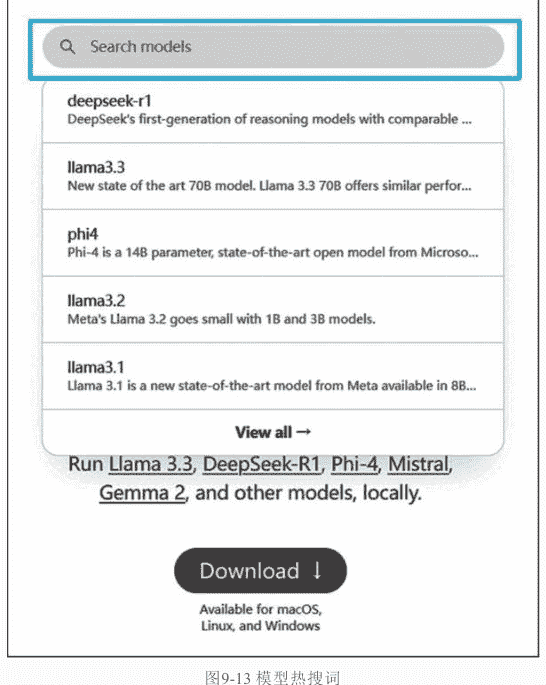 Search models
deepseek-r1
DeepSeek's first-generation of reasoning models with comparable ...
llama3.3
New state of the art 70B model. Llama 3.3 70B offers similar perfor...
phi4
Phi-4 is a 14B parameter, state-of-the-art open model from Microso...
llama3.2
Meta's Llama 3.2 goes small with 1B and 3B models.
llama3.1
Llama 3.1 is a new state-of-the-art model from Meta available in 8B...
View all →
Run Llama 3.3, DeepSeek-R1, Phi-4, Mistral,
Gemma 2, and other models, locally.
Download ↓
Available for macOS,
Linux, and Windows
图9-13 模型热搜词